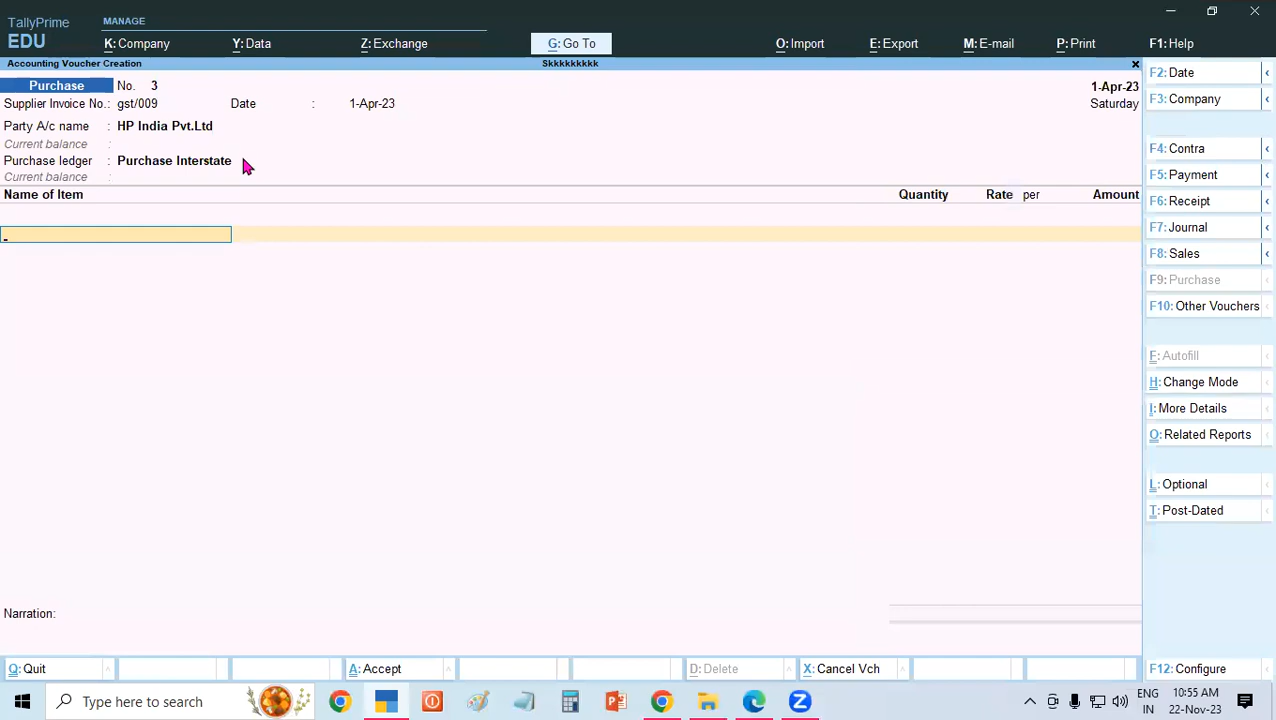 TallyPrime
EDU
MANAGE
K: Company
Y: Data
Z: Exchange
G: Go To
O: Import
E: Export
M: E-mail
P: Print
F1: Help
Accounting Voucher Creation
Skkkkkkkkk
Purchase No. 3
1-Apr-23
Supplier Invoice No.: gst/009 Date : 1-Apr-23
Saturday
Party A/c name : HP India Pvt.Ltd
Current balance :
Purchase ledger : Purchase Interstate
Current balance :
Name of Item Quantity Rate per Amount
Narration:
F2: Date
F3: Company
F4: Contra
F5: Payment
F6: Receipt
F7: Journal
F8: Sales
F9: Purchase
F10: Other Vouchers
F: Autofill
H: Change Mode
I: More Details
O: Related Reports
L: Optional
T: Post-Dated
Q: Quit
A: Accept
D: Delete
X: Cancel Vch
F12: Configure
Type here to search
ENG
IN
10:55 AM
22-Nov-23